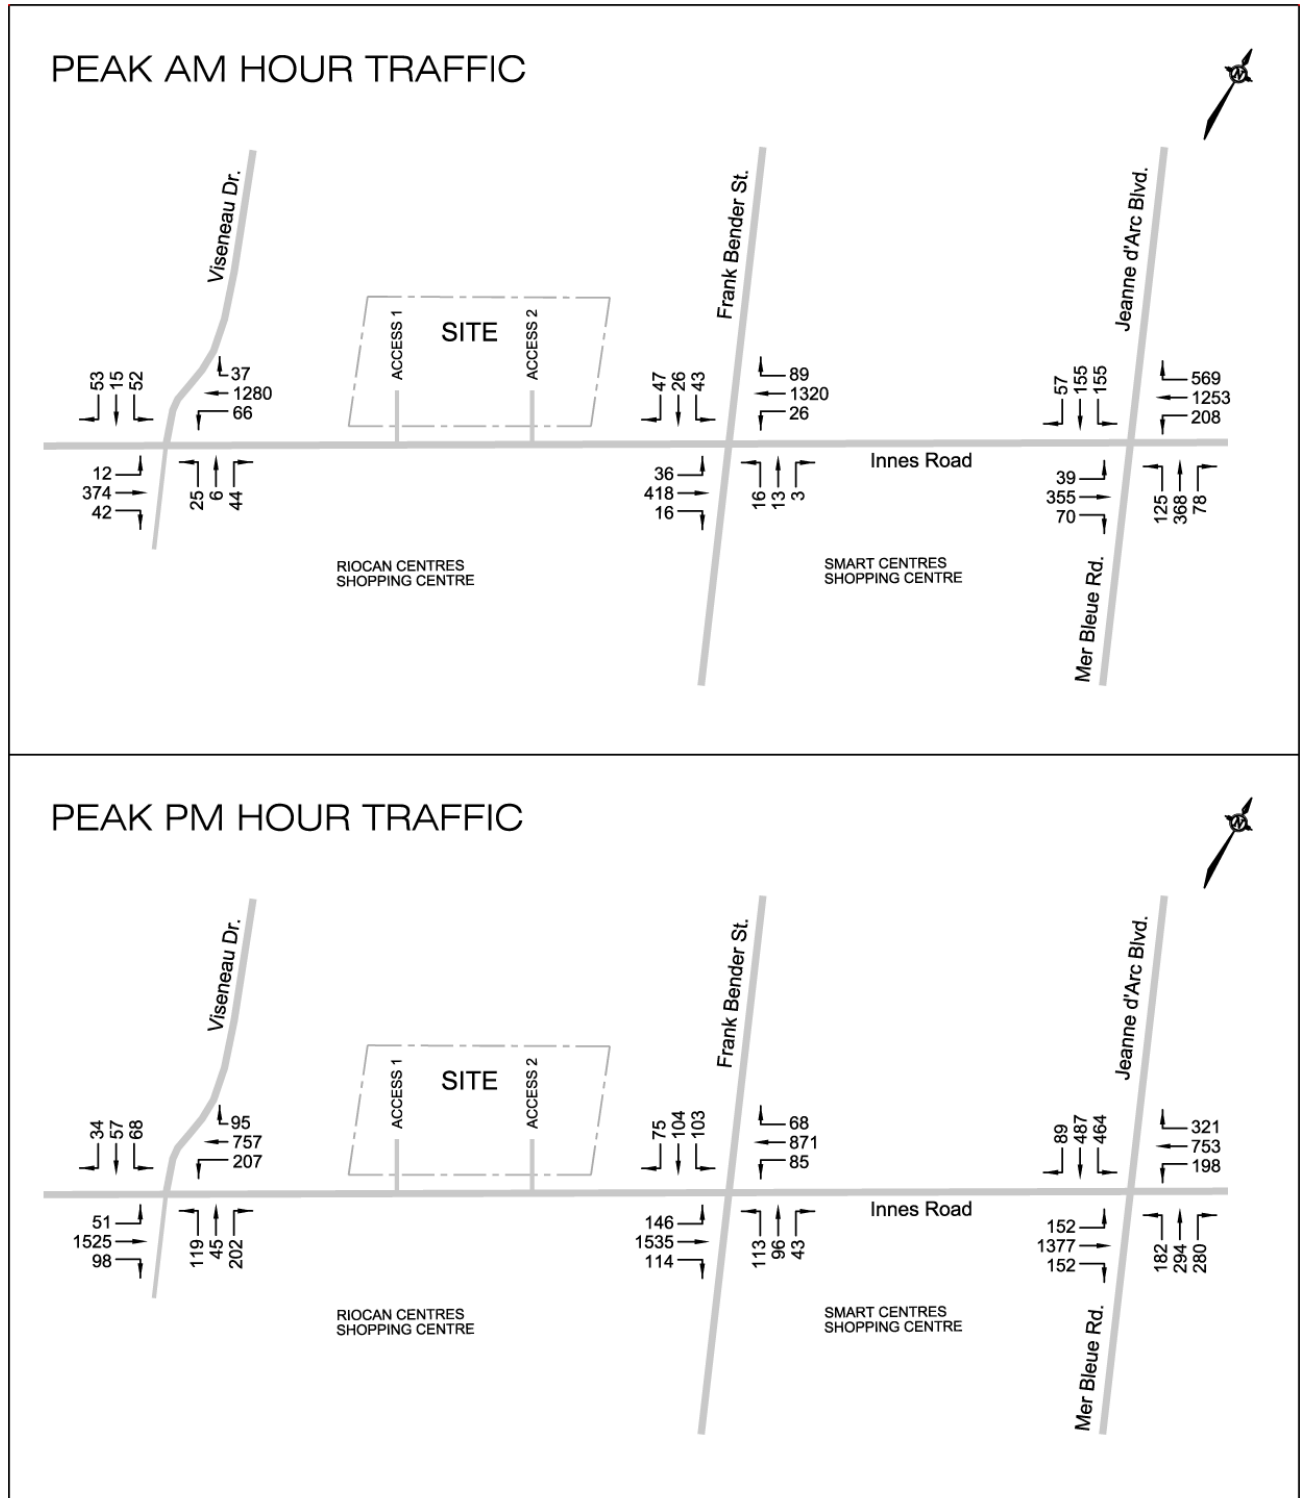 PEAK AM HOUR TRAFFIC
N
Viseneau Dr.
Frank Bender St.
Jeanne d'Arc Blvd.
ACCESS 1
SITE
ACCESS 2
53
15
52
37
1280
66
47
26
43
89
1320
26
57
155
155
569
1253
208
Innes Road
12
374
42
25
6
44
36
418
16
16
13
3
39
355
70
125
368
78
RIOCAN CENTRES
SHOPPING CENTRE
SMART CENTRES
SHOPPING CENTRE
Mer Bleue Rd.
PEAK PM HOUR TRAFFIC
N
Viseneau Dr.
Frank Bender St.
Jeanne d'Arc Blvd.
ACCESS 1
SITE
ACCESS 2
34
57
68
95
757
207
75
104
103
68
871
85
89
487
464
321
753
198
Innes Road
51
1525
98
119
45
202
146
1535
114
113
96
43
152
1377
152
182
294
280
RIOCAN CENTRES
SHOPPING CENTRE
SMART CENTRES
SHOPPING CENTRE
Mer Bleue Rd.